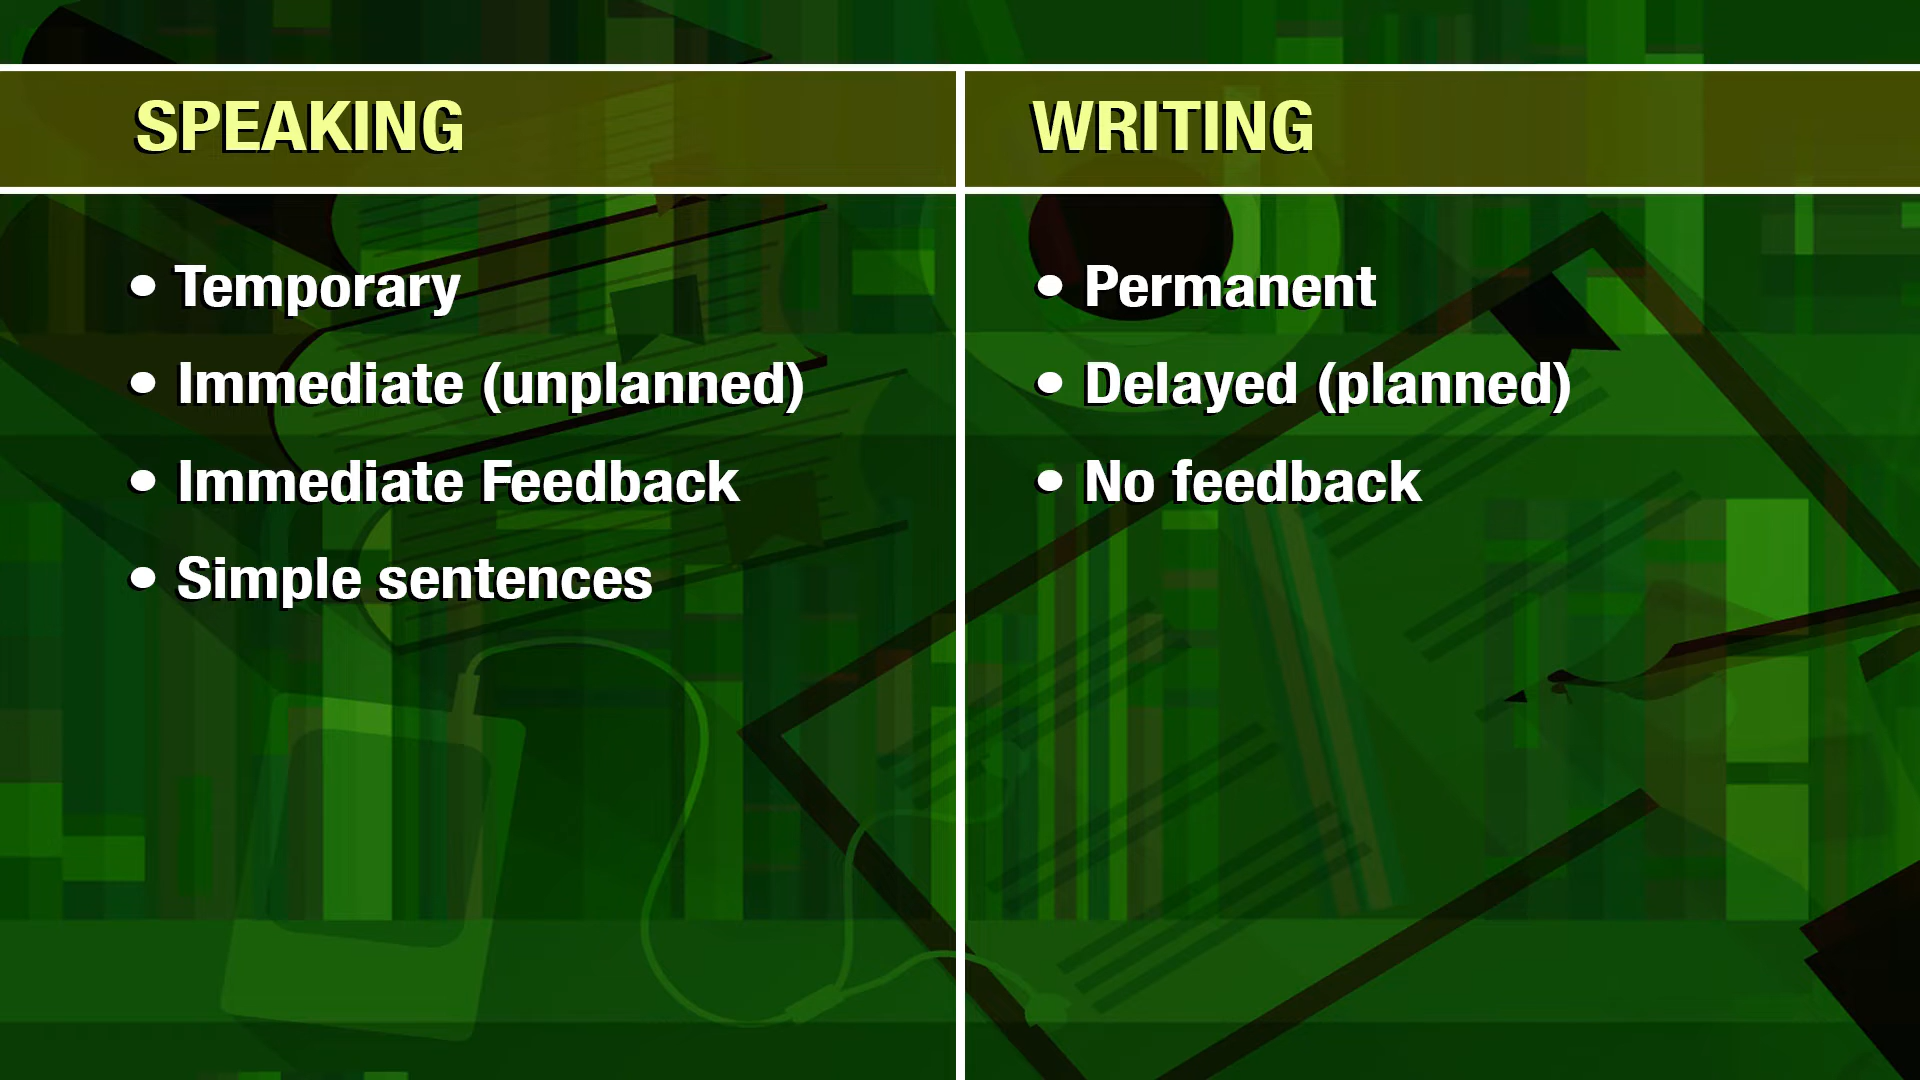 SPEAKING
• Temporary
• Immediate (unplanned)
• Immediate Feedback
• Simple sentences
WRITING
• Permanent
• Delayed (planned)
• No feedback